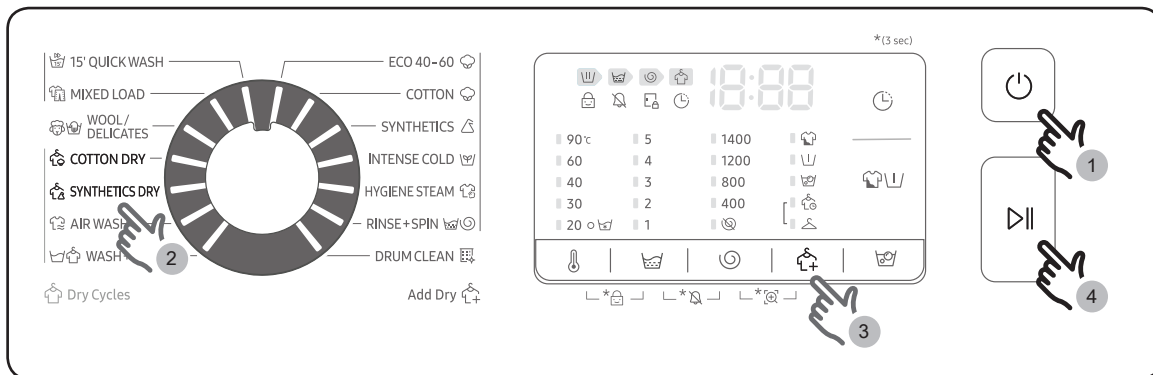 *(3 sec)
15' QUICK WASH
MIXED LOAD
WOOL/
DELICATES
COTTON DRY
SYNTHETICS DRY
AIR WASH
WASH
Dry Cycles
ECO 40-60
COTTON
SYNTHETICS
INTENSE COLD
HYGIENE STEAM
RINSE+SPIN
DRUM CLEAN
Add Dry
18:88
90℃ 5 1400
60 4 1200
40 3 800
30 2 400
20 1
*
*
*
1
2
3
4